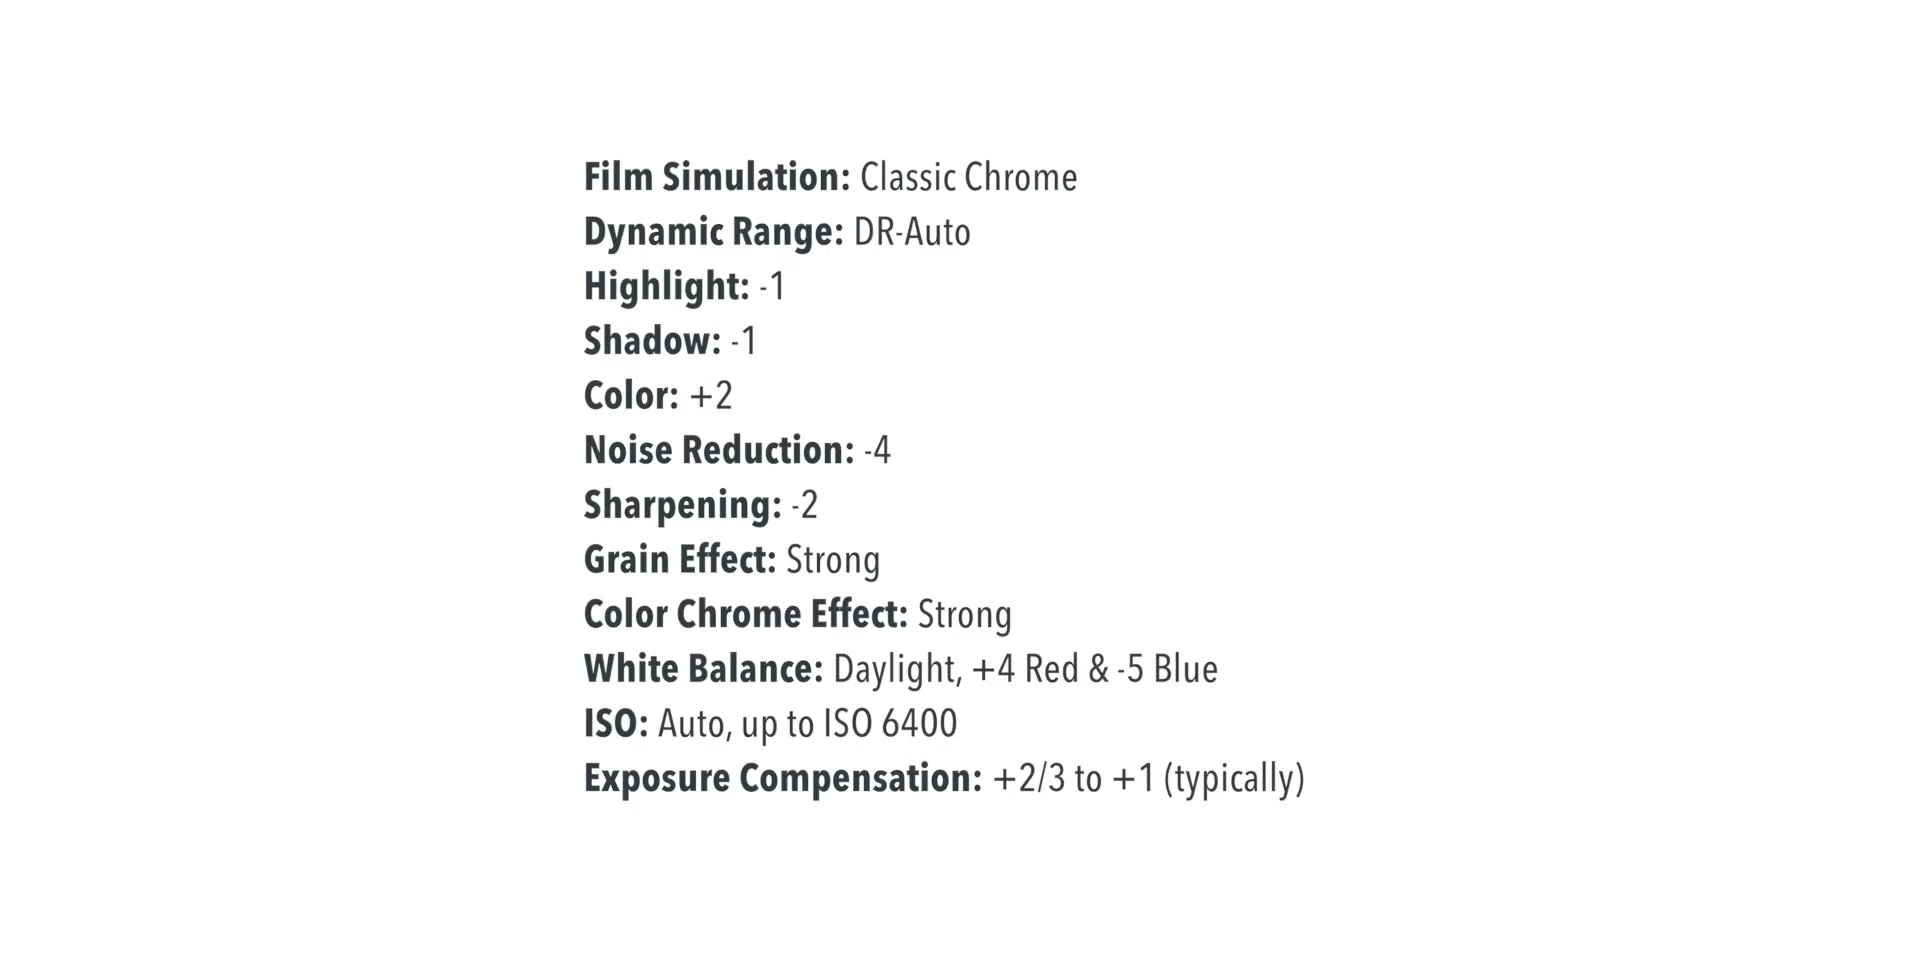 Film Simulation: Classic Chrome
Dynamic Range: DR-Auto
Highlight: -1
Shadow: -1
Color: +2
Noise Reduction: -4
Sharpening: -2
Grain Effect: Strong
Color Chrome Effect: Strong
White Balance: Daylight, +4 Red & -5 Blue
ISO: Auto, up to ISO 6400
Exposure Compensation: +2/3 to +1 (typically)